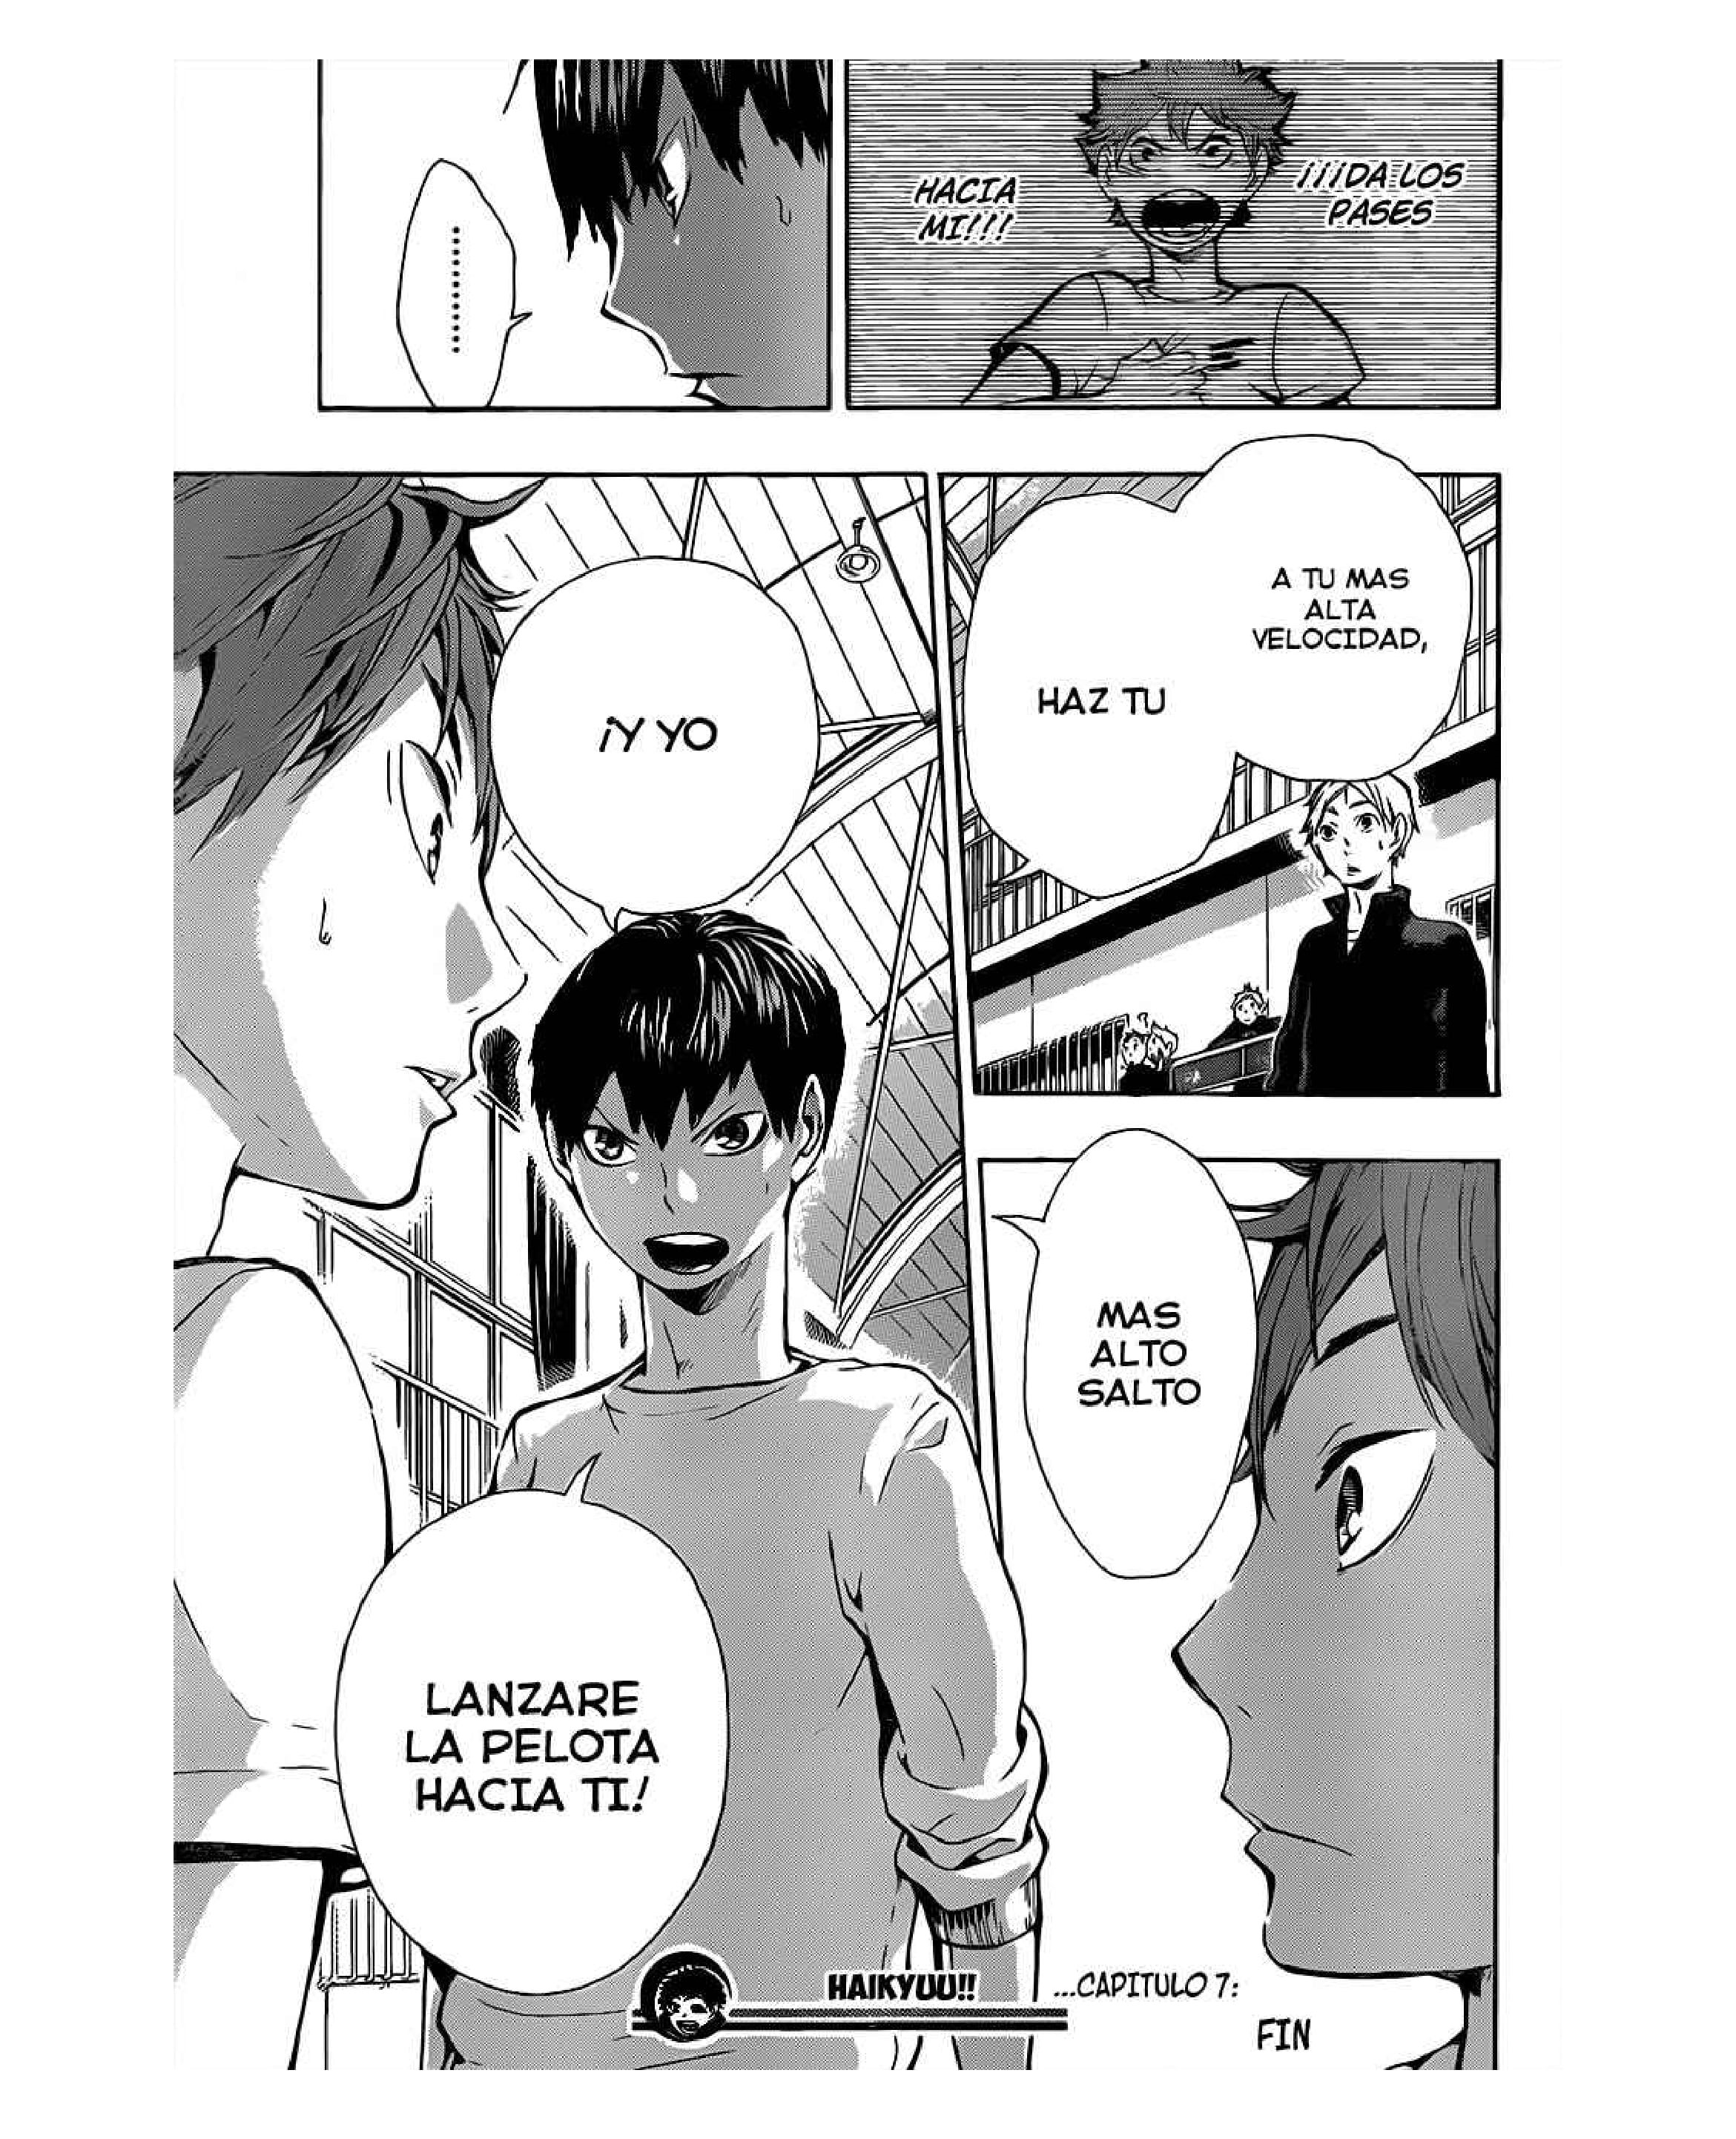 ¡¡¡DA LOS
PASES
HACIA
MI!!!
..........
A TU MAS
ALTA
VELOCIDAD,
HAZ TU
MAS
ALTO
SALTO
¡Y YO
LANZARE
LA PELOTA
HACIA TI!
HAIKYUU!!
...CAPITULO 7:
FIN